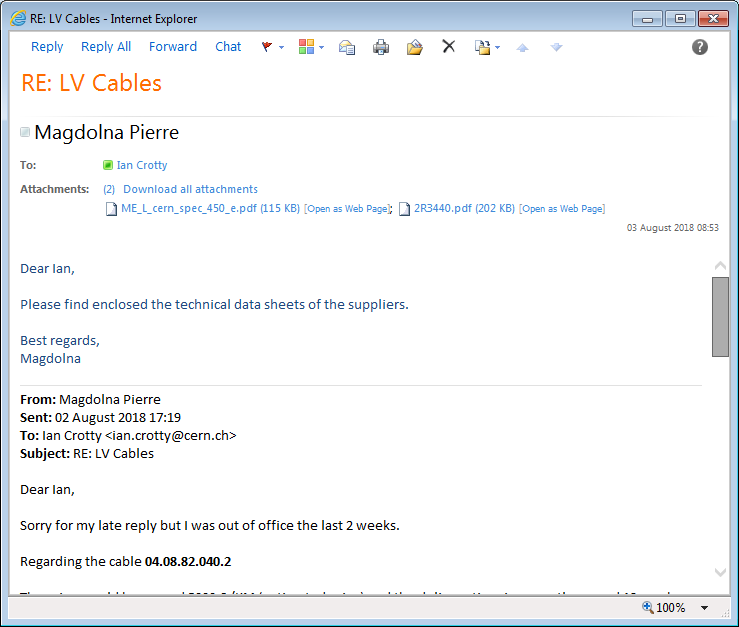 RE: LV Cables - Internet Explorer
Reply Reply All Forward Chat
RE: LV Cables
Magdolna Pierre
To: Ian Crotty
Attachments: (2) Download all attachments
ME_L_cern_spec_450_e.pdf (115 KB) [Open as Web Page]; 2R3440.pdf (202 KB) [Open as Web Page]
03 August 2018 08:53
Dear Ian,
Please find enclosed the technical data sheets of the suppliers.
Best regards,
Magdolna
From: Magdolna Pierre
Sent: 02 August 2018 17:19
To: Ian Crotty <ian.crotty@cern.ch>
Subject: RE: LV Cables
Dear Ian,
Sorry for my late reply but I was out of office the last 2 weeks.
Regarding the cable 04.08.82.040.2
100%